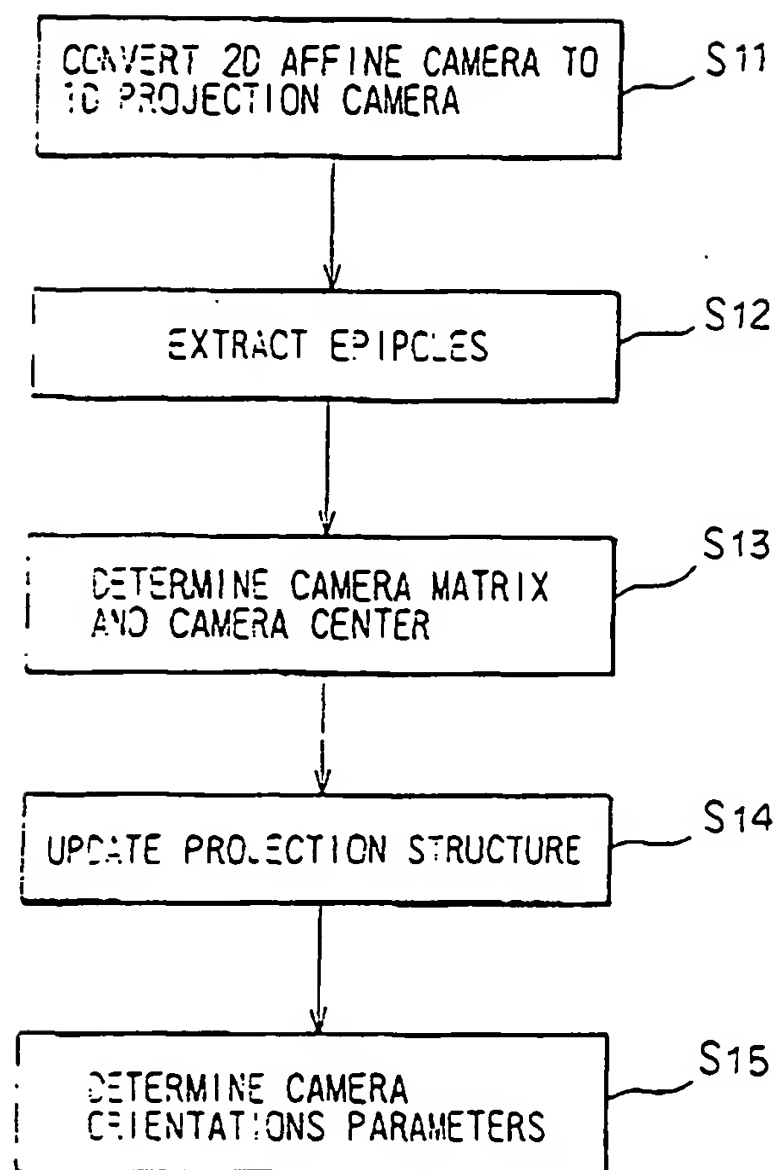 CONVERT 2D AFFINE CAMERA TO
1D PROJECTION CAMERA
S11
EXTRACT EPIPOLES
S12
DETERMINE CAMERA MATRIX
AND CAMERA CENTER
S13
UPDATE PROJECTION STRUCTURE
S14
DETERMINE CAMERA
ORIENTATIONS PARAMETERS
S15